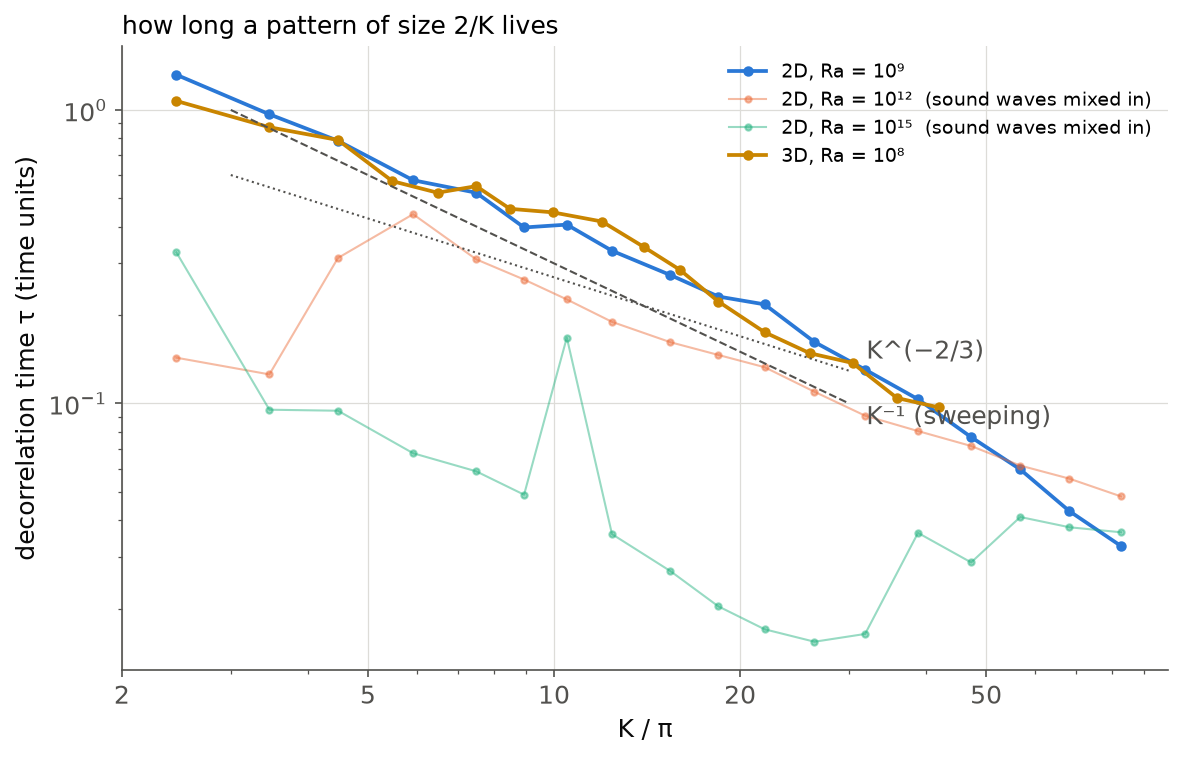 how long a pattern of size 2/K lives
2D, Ra = 10⁹
2D, Ra = 10¹² (sound waves mixed in)
2D, Ra = 10¹⁵ (sound waves mixed in)
3D, Ra = 10⁸
decorrelation time τ (time units)
10⁰
10⁻¹
K^(−2/3)
K⁻¹ (sweeping)
2 5 10 20 50
K / π